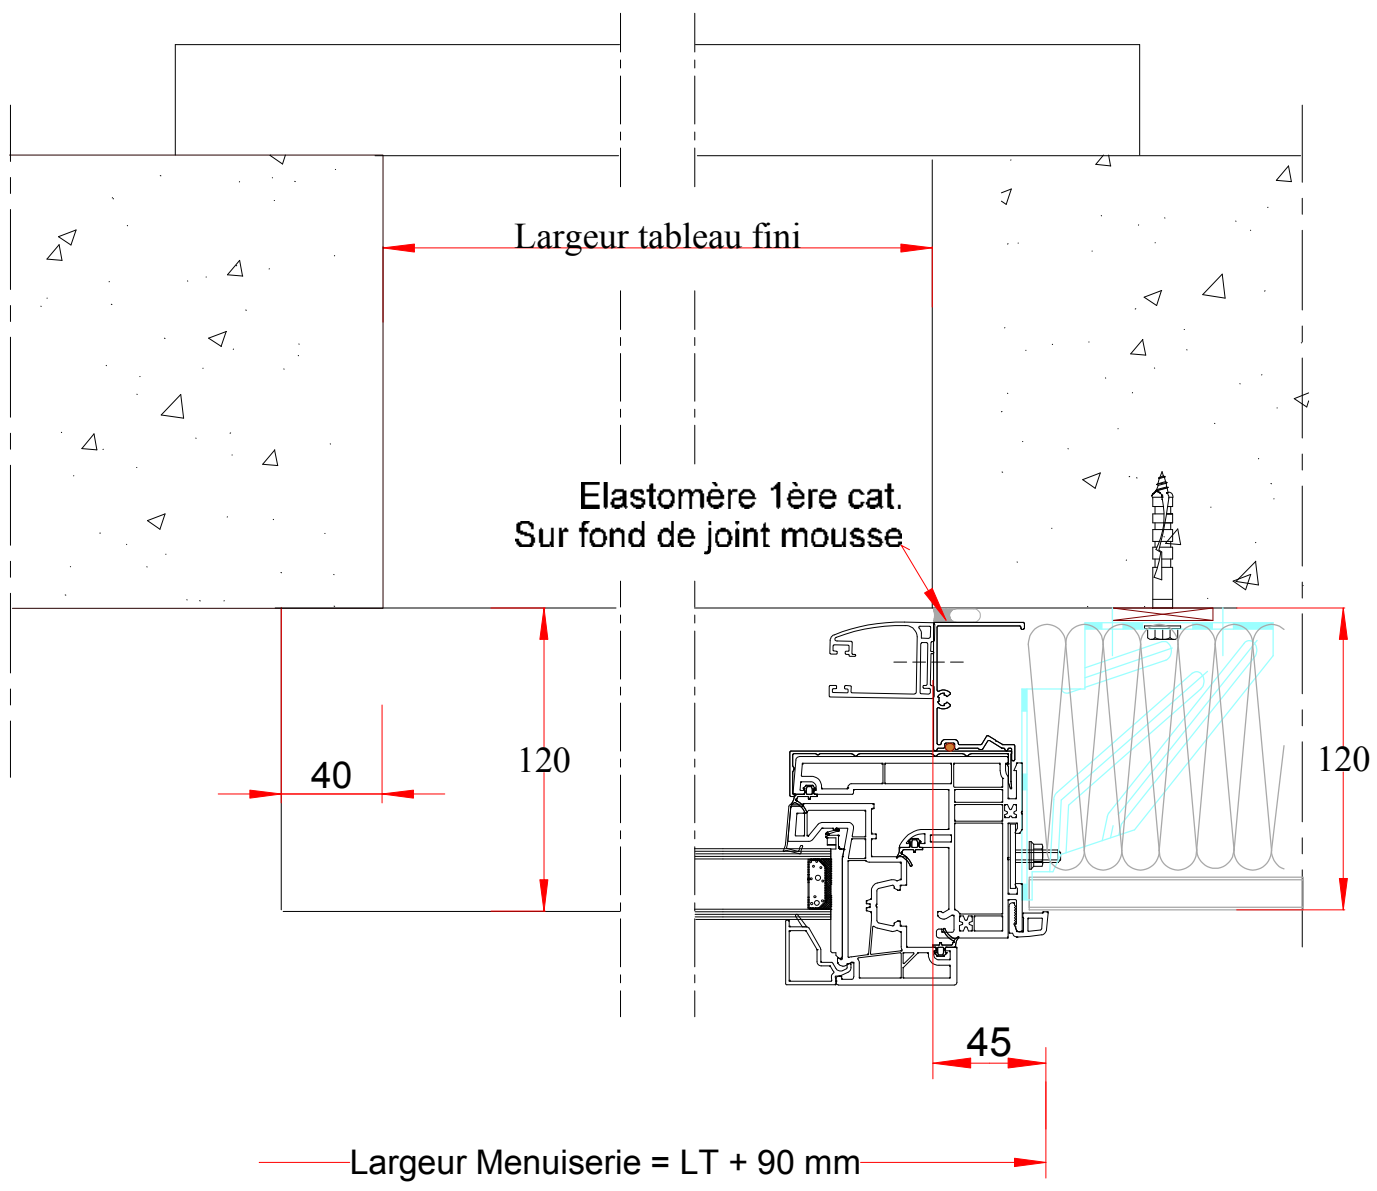 Largeur tableau fini
Elastomère 1ère cat.
Sur fond de joint mousse
40
120
120
45
Largeur Menuiserie = LT + 90 mm